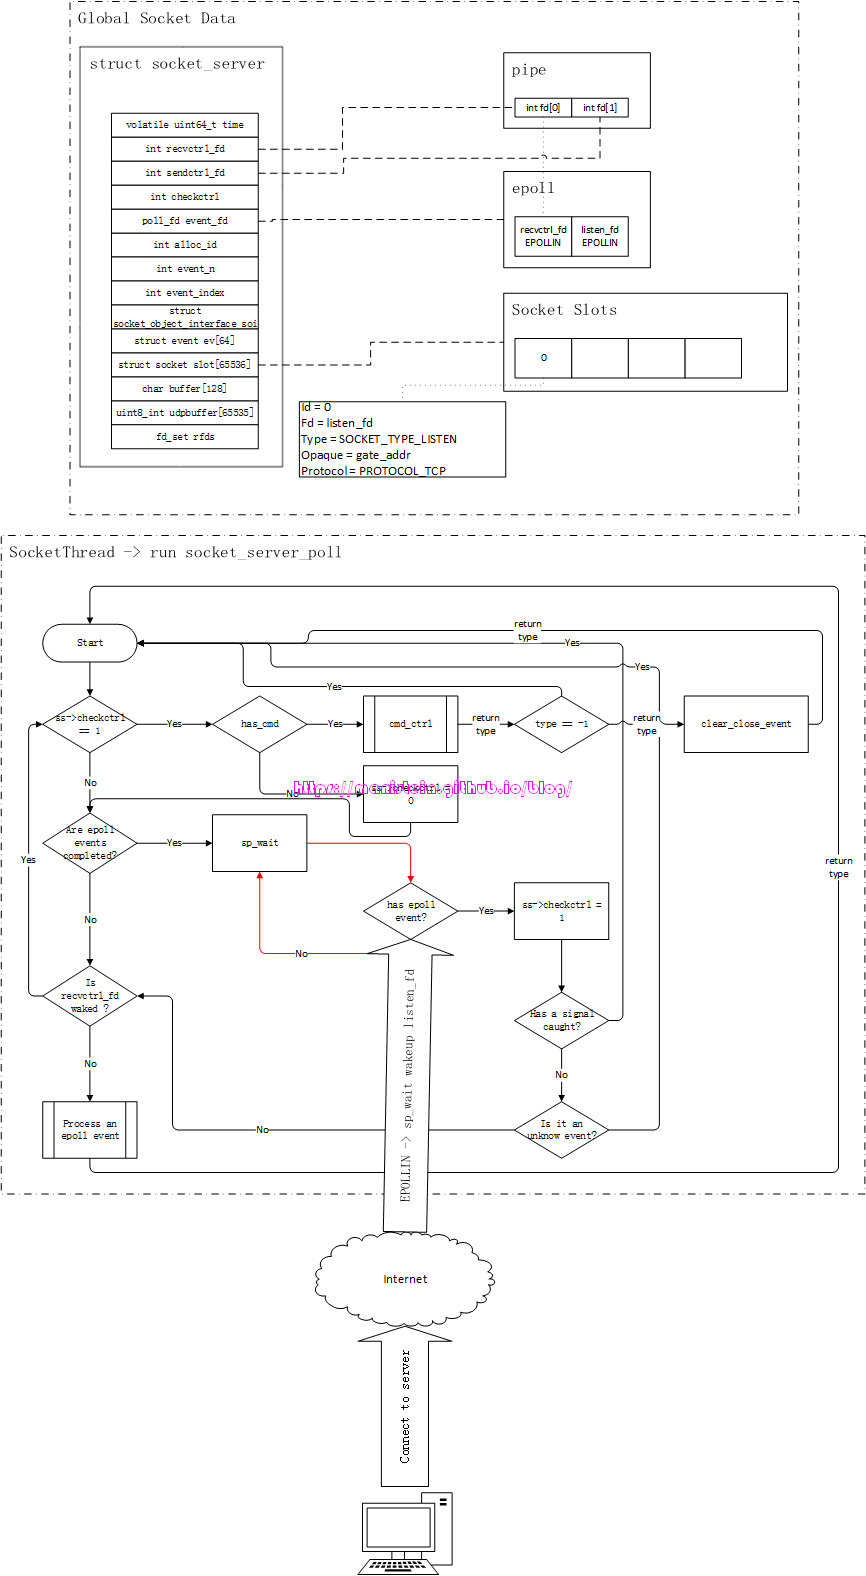 Global Socket Data
struct socket_server
volatile uint64_t time
int recvctrl_fd
int sendctrl_fd
int checkctrl
poll_fd event_fd
int alloc_id
int event_n
int event_index
struct
socket_object_interface soi
struct event ev[64]
struct socket slot[65536]
char buffer[128]
uint8_int udpbuffer[65535]
fd_set rfds
pipe
int fd[0]
int fd[1]
epoll
recvctrl_fd
EPOLLIN
listen_fd
EPOLLIN
Socket Slots
0
Id = 0
Fd = listen_fd
Type = SOCKET_TYPE_LISTEN
Opaque = gate_addr
Protocol = PROTOCOL_TCP
SocketThread -> run socket_server_poll
return
type
Start
Yes
Yes
Yes
ss->checkctrl
== 1
Yes
has_cmd
Yes
cmd_ctrl
return
type
type == -1
return
type
clear_close_event
No
No
ss->checkctrl =
0
Are epoll
events
completed?
Yes
sp_wait
Yes
return
type
has epoll
event?
Yes
ss->checkctrl =
1
No
No
Is
recvctrl_fd
waked ?
Has a signal
caught?
No
No
Process an
epoll event
No
Is it an
unknow event?
EPOLLIN -> sp_wait wakeup listen_fd
Internet
Connect to server